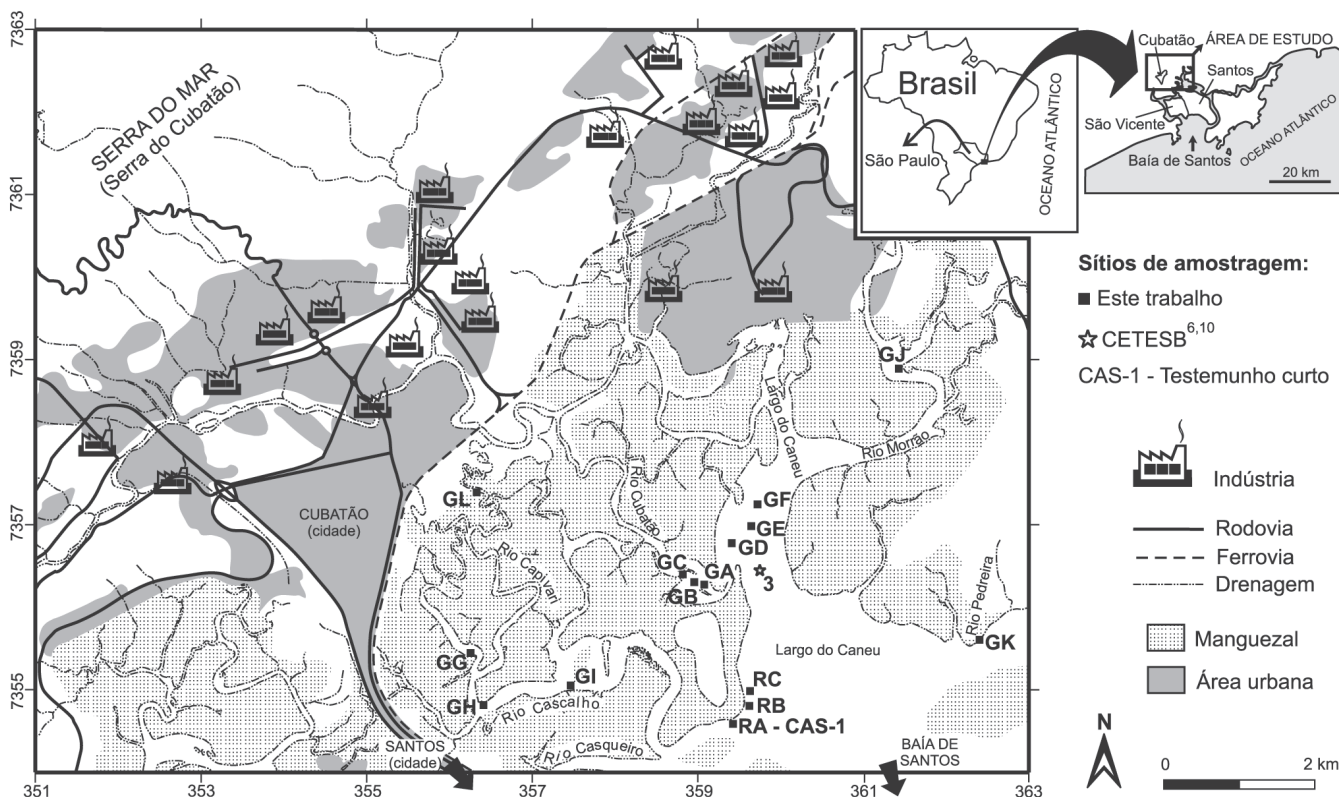 7363
7361
7359
7357
7355
351
353
355
357
359
361
363
SERRA DO MAR
(Serra do Cubatão)
CUBATÃO
(cidade)
SANTOS
(cidade)
BAÍA DE
SANTOS
Rio Cubatão
Rio Capivari
Rio Cascalho
Rio Casqueiro
Largo do Caneu
Rio Morrão
Rio Pedreira
Largo do Caneu
GJ
GL
GF
GE
GD
3
GC
GA
GB
GK
GG
GH
GI
RC
RB
RA - CAS-1
Brasil
São Paulo
OCEANO ATLÂNTICO
Cubatão
ÁREA DE ESTUDO
Santos
São Vicente
Baía de Santos
OCEANO ATLÂNTICO
20 km
Sítios de amostragem:
Este trabalho
CETESB6,10
CAS-1 - Testemunho curto
Indústria
Rodovia
Ferrovia
Drenagem
Manguezal
Área urbana
N
0 2 km